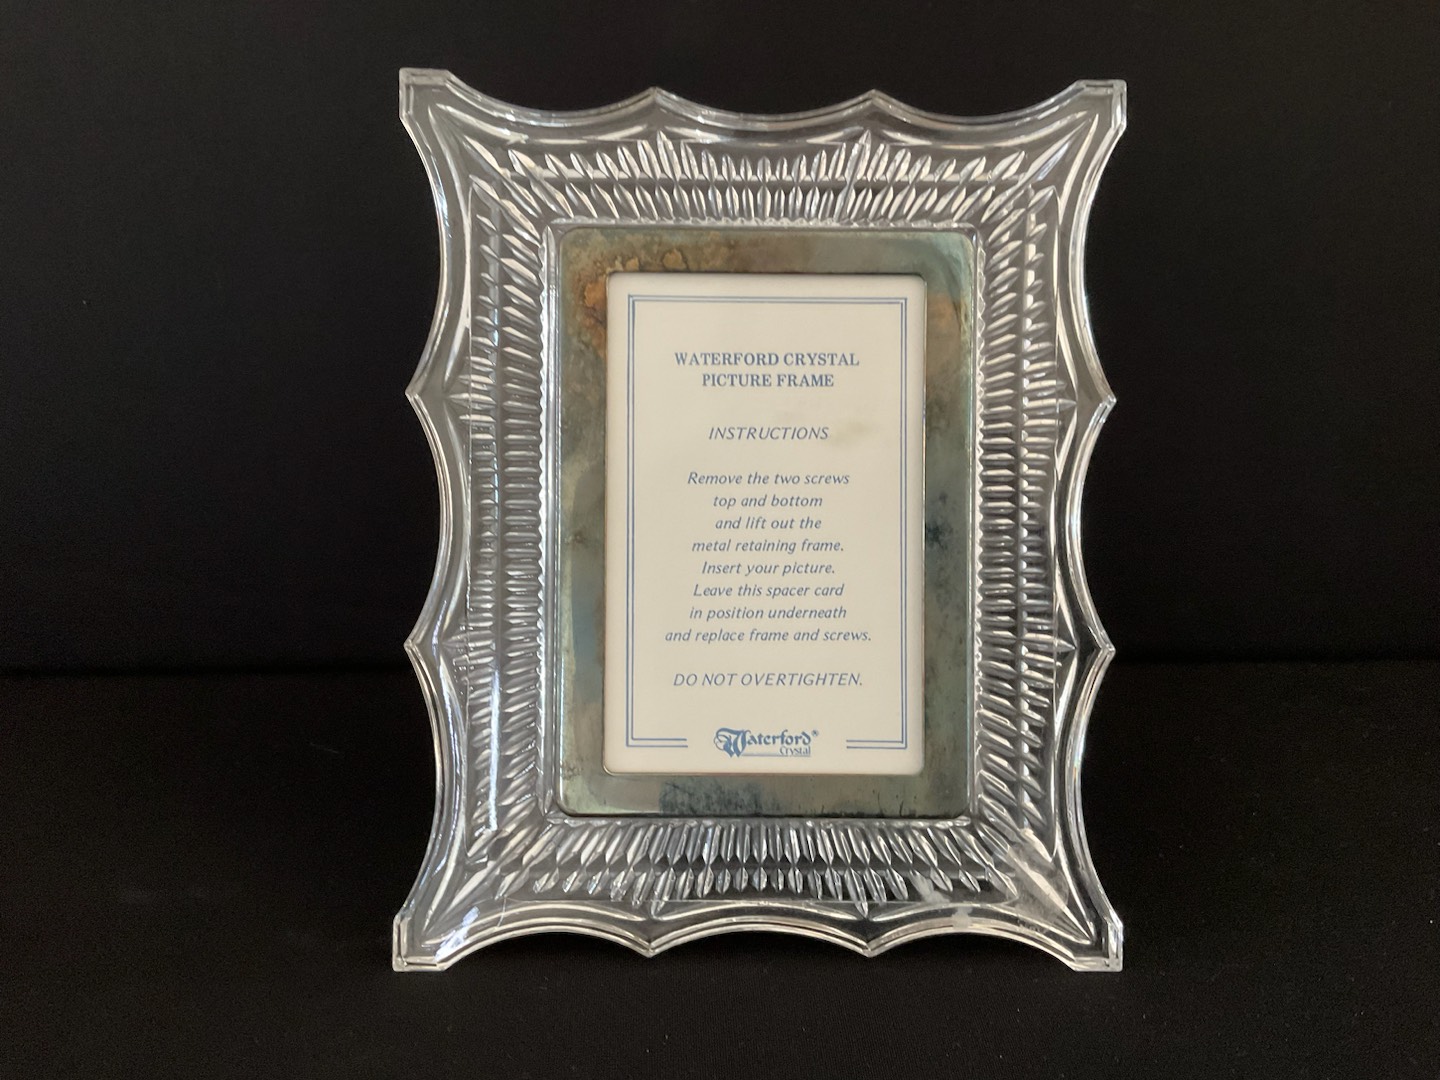 WATERFORD CRYSTAL
PICTURE FRAME
INSTRUCTIONS
Remove the two screws
top and bottom
and lift out the
metal retaining frame.
Insert your picture.
Leave this spacer card
in position underneath
and replace frame and screws.
DO NOT OVERTIGHTEN.
Waterford®
Crystal